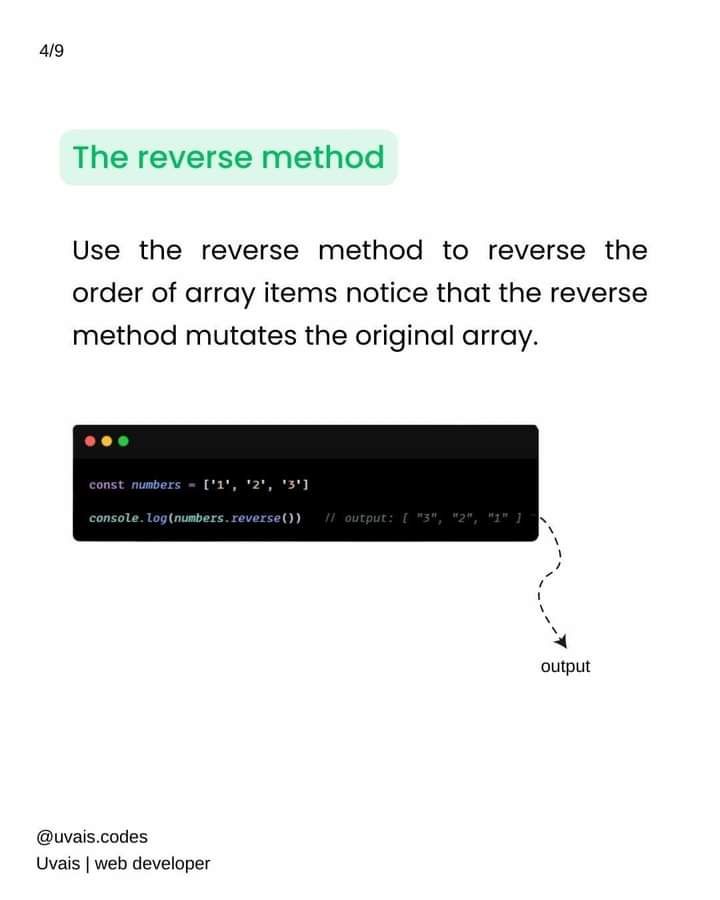 4/9
The reverse method
Use the reverse method to reverse the
order of array items notice that the reverse
method mutates the original array.
const numbers = ['1', '2', '3']
console.log(numbers.reverse()) // output: [ "3", "2", "1" ]
output
@uvais.codes
Uvais | web developer